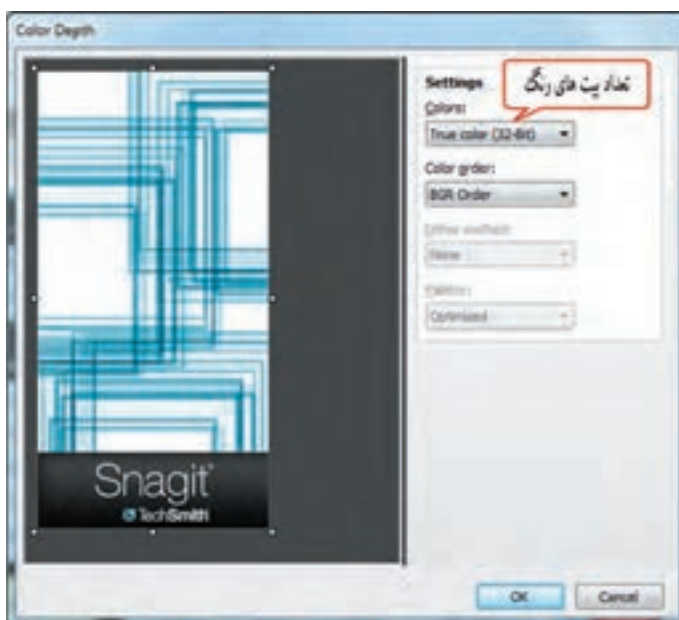 Color Depth
Settings
تعداد بیت های رنگ
Colors:
True color (32-Bit)
Color order:
BGR Order
Dither method:
None
Palette:
Optimized
Snagit®
TechSmith
OK
Cancel